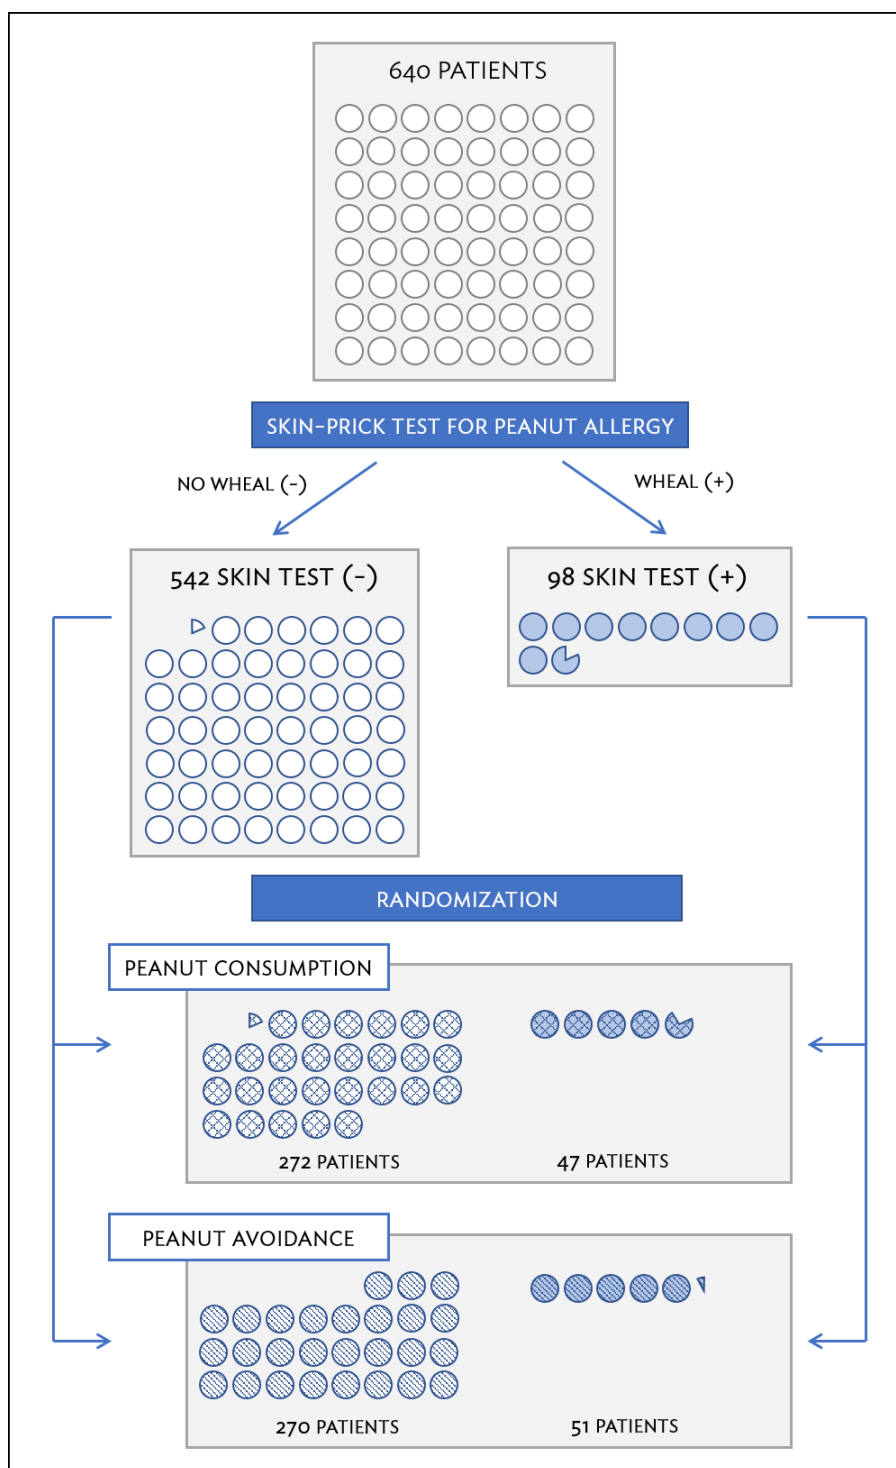 640 PATIENTS
SKIN-PRICK TEST FOR PEANUT ALLERGY
NO WHEAL (-)
WHEAL (+)
542 SKIN TEST (-)
98 SKIN TEST (+)
RANDOMIZATION
PEANUT CONSUMPTION
272 PATIENTS
47 PATIENTS
PEANUT AVOIDANCE
270 PATIENTS
51 PATIENTS